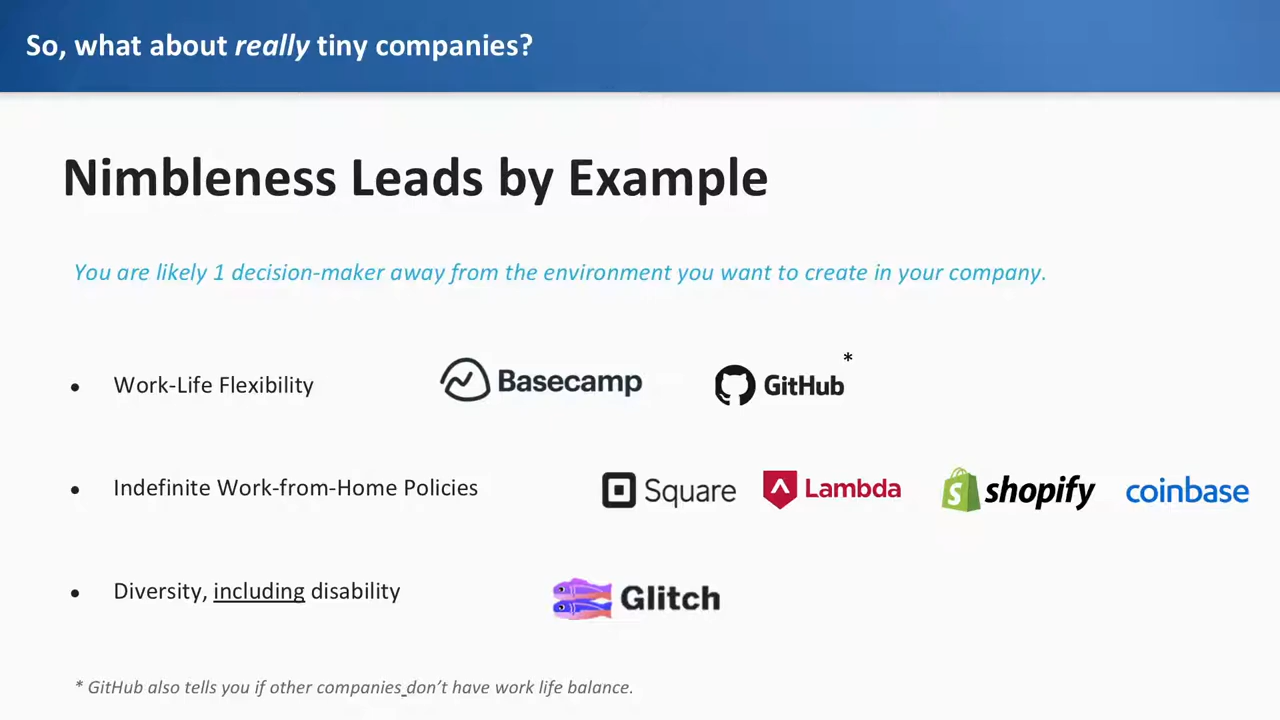 So, what about really tiny companies?
Nimbleness Leads by Example
You are likely 1 decision-maker away from the environment you want to create in your company.
• Work-Life Flexibility Basecamp GitHub *
• Indefinite Work-from-Home Policies Square Lambda shopify coinbase
• Diversity, including disability Glitch
* GitHub also tells you if other companies don’t have work life balance.